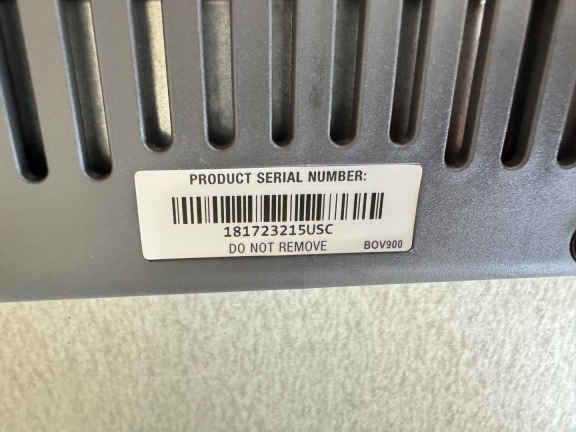 PRODUCT SERIAL NUMBER:
181723215USC
DO NOT REMOVE BOV900